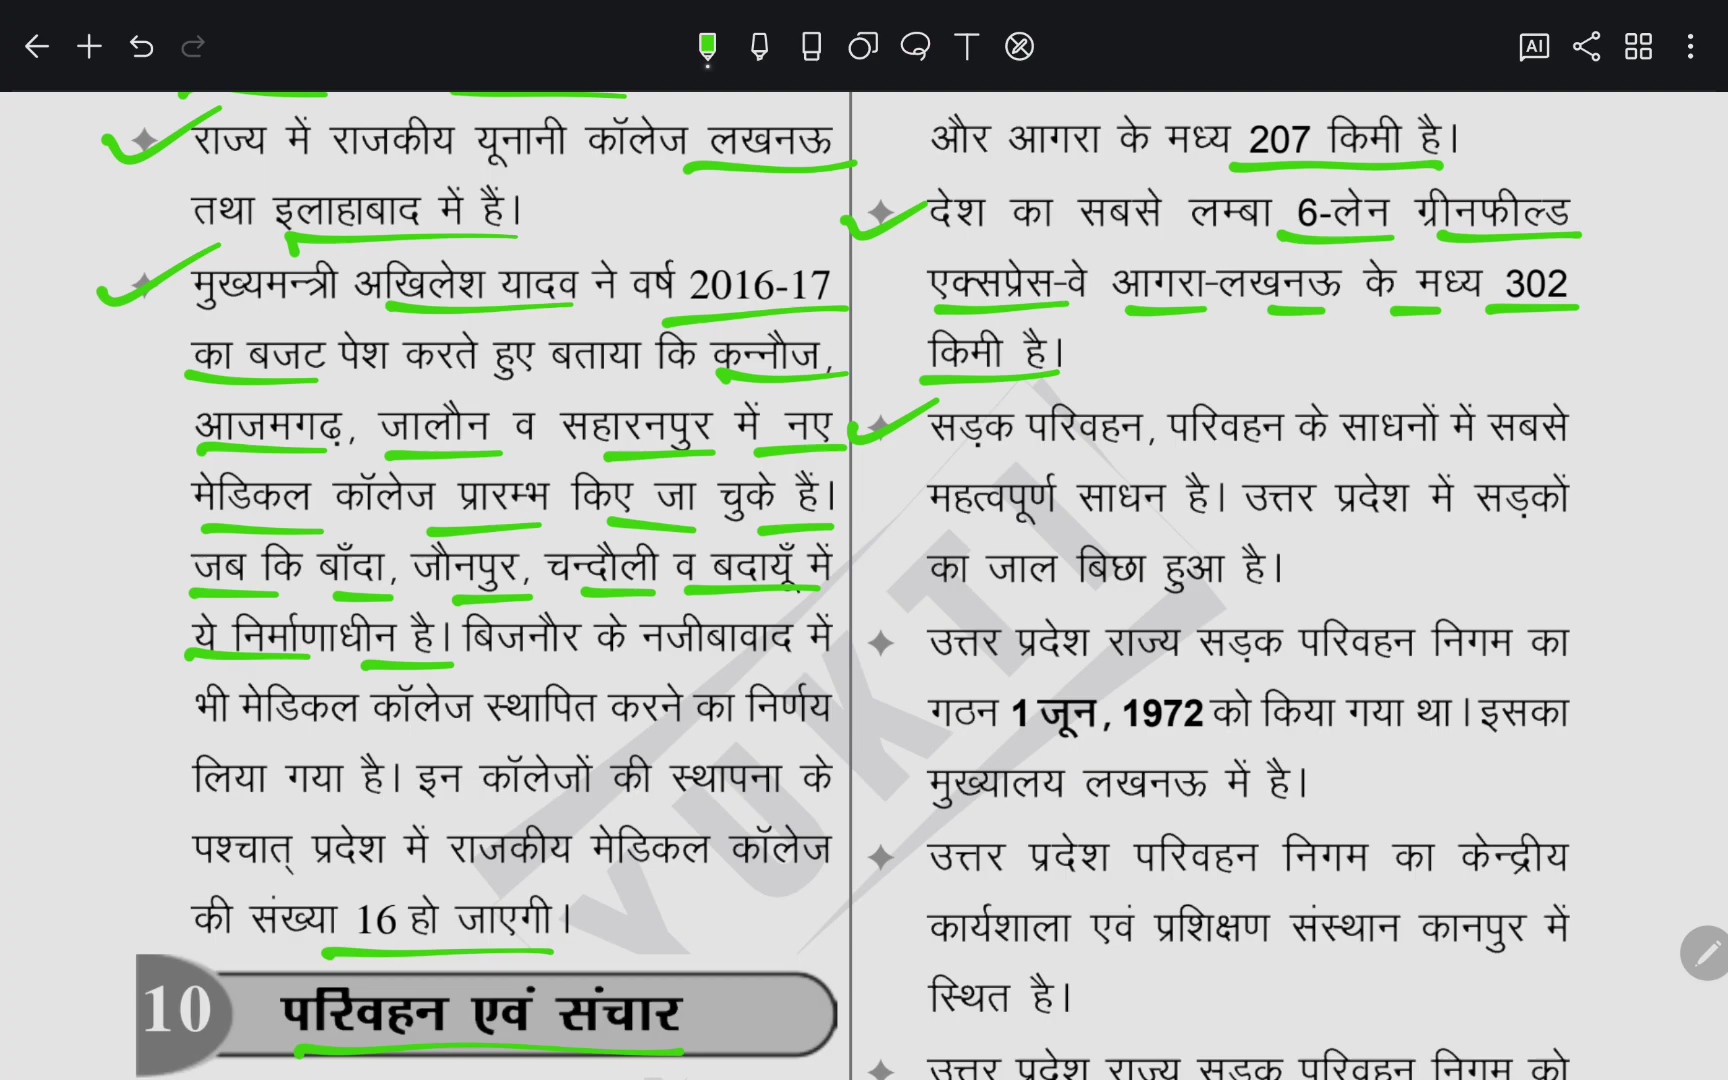 AI
T
राज्य में राजकीय यूनानी कॉलेज लखनऊ
तथा इलाहाबाद में हैं।
मुख्यमन्त्री अखिलेश यादव ने वर्ष 2016-17
का बजट पेश करते हुए बताया कि कन्नौज,
आजमगढ़, जालौन व सहारनपुर में नए
मेडिकल कॉलेज प्रारम्भ किए जा चुके हैं।
जब कि बाँदा, जौनपुर, चन्दौली व बदायूँ में
ये निर्माणाधीन है। बिजनौर के नजीबावाद में
भी मेडिकल कॉलेज स्थापित करने का निर्णय
लिया गया है। इन कॉलेजों की स्थापना के
पश्चात् प्रदेश में राजकीय मेडिकल कॉलेज
की संख्या 16 हो जाएगी।
10 परिवहन एवं संचार
और आगरा के मध्य 207 किमी है।
देश का सबसे लम्बा 6-लेन ग्रीनफील्ड
एक्सप्रेस-वे आगरा-लखनऊ के मध्य 302
किमी है।
सड़क परिवहन, परिवहन के साधनों में सबसे
महत्वपूर्ण साधन है। उत्तर प्रदेश में सड़कों
का जाल बिछा हुआ है।
उत्तर प्रदेश राज्य सड़क परिवहन निगम का
गठन 1 जून, 1972 को किया गया था। इसका
मुख्यालय लखनऊ में है।
उत्तर प्रदेश परिवहन निगम का केन्द्रीय
कार्यशाला एवं प्रशिक्षण संस्थान कानपुर में
स्थित है।
उत्तर प्रदेश राज्य सड़क परिवहन निगम को
YUKTI